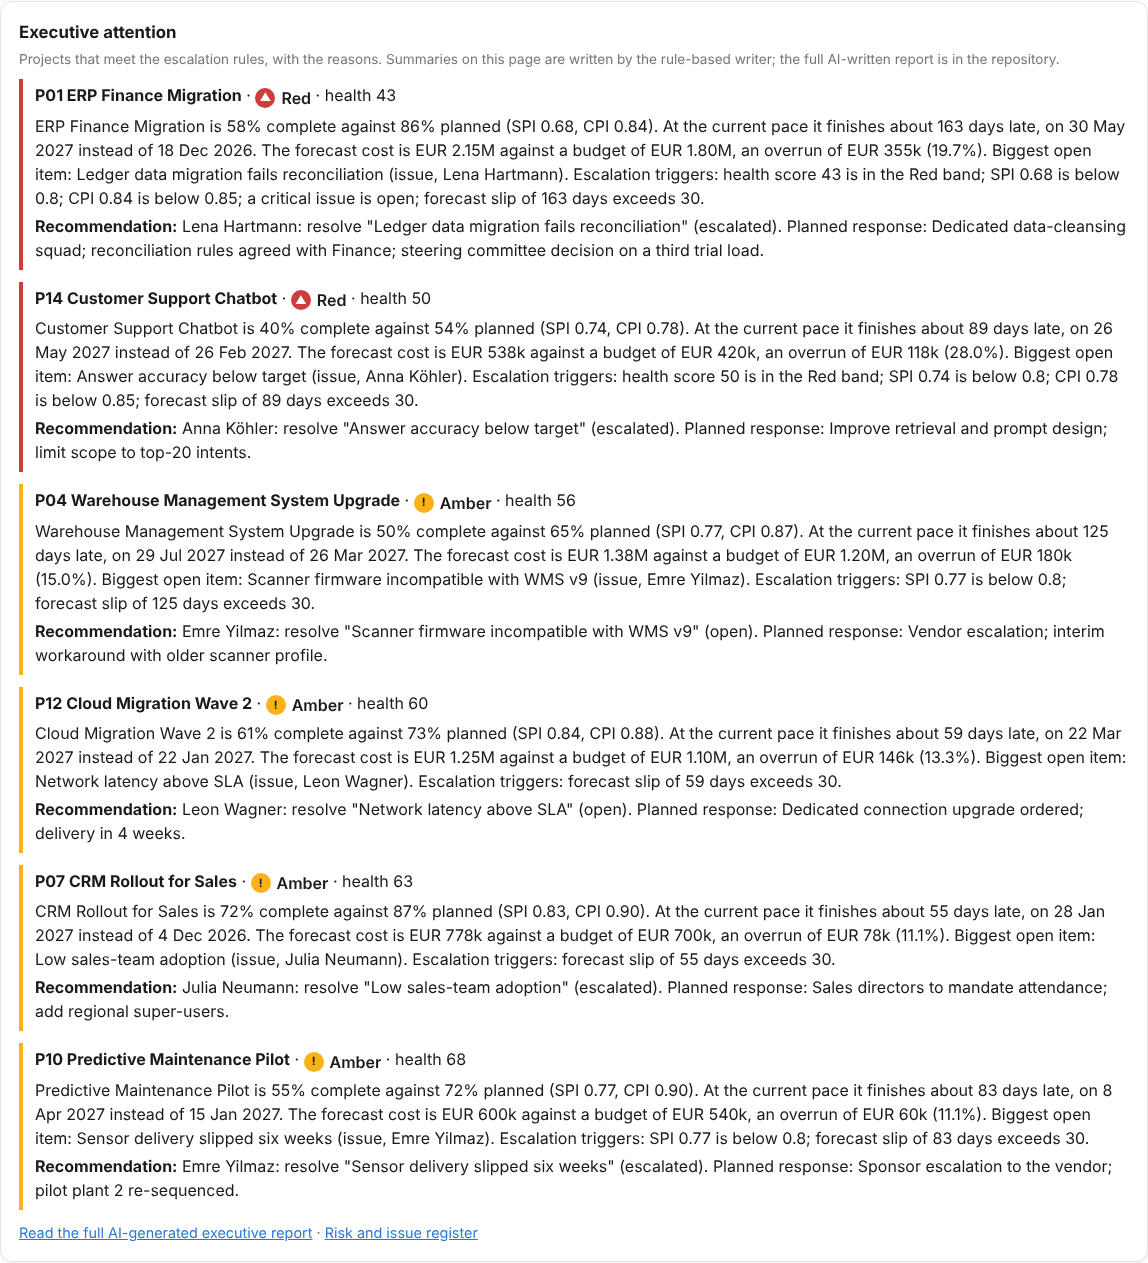 Executive attention
Projects that meet the escalation rules, with the reasons. Summaries on this page are written by the rule-based writer; the full AI-written report is in the repository.
P01 ERP Finance Migration · Red · health 43
ERP Finance Migration is 58% complete against 86% planned (SPI 0.68, CPI 0.84). At the current pace it finishes about 163 days late, on 30 May
2027 instead of 18 Dec 2026. The forecast cost is EUR 2.15M against a budget of EUR 1.80M, an overrun of EUR 355k (19.7%). Biggest open
item: Ledger data migration fails reconciliation (issue, Lena Hartmann). Escalation triggers: health score 43 is in the Red band; SPI 0.68 is below
0.8; CPI 0.84 is below 0.85; a critical issue is open; forecast slip of 163 days exceeds 30.
Recommendation: Lena Hartmann: resolve "Ledger data migration fails reconciliation" (escalated). Planned response: Dedicated data-cleansing
squad; reconciliation rules agreed with Finance; steering committee decision on a third trial load.
P14 Customer Support Chatbot · Red · health 50
Customer Support Chatbot is 40% complete against 54% planned (SPI 0.74, CPI 0.78). At the current pace it finishes about 89 days late, on 26
May 2027 instead of 26 Feb 2027. The forecast cost is EUR 538k against a budget of EUR 420k, an overrun of EUR 118k (28.0%). Biggest open
item: Answer accuracy below target (issue, Anna Köhler). Escalation triggers: health score 50 is in the Red band; SPI 0.74 is below 0.8; CPI 0.78
is below 0.85; forecast slip of 89 days exceeds 30.
Recommendation: Anna Köhler: resolve "Answer accuracy below target" (escalated). Planned response: Improve retrieval and prompt design;
limit scope to top-20 intents.
P04 Warehouse Management System Upgrade · ! Amber · health 56
Warehouse Management System Upgrade is 50% complete against 65% planned (SPI 0.77, CPI 0.87). At the current pace it finishes about 125
days late, on 29 Jul 2027 instead of 26 Mar 2027. The forecast cost is EUR 1.38M against a budget of EUR 1.20M, an overrun of EUR 180k
(15.0%). Biggest open item: Scanner firmware incompatible with WMS v9 (issue, Emre Yilmaz). Escalation triggers: SPI 0.77 is below 0.8;
forecast slip of 125 days exceeds 30.
Recommendation: Emre Yilmaz: resolve "Scanner firmware incompatible with WMS v9" (open). Planned response: Vendor escalation; interim
workaround with older scanner profile.
P12 Cloud Migration Wave 2 · ! Amber · health 60
Cloud Migration Wave 2 is 61% complete against 73% planned (SPI 0.84, CPI 0.88). At the current pace it finishes about 59 days late, on 22 Mar
2027 instead of 22 Jan 2027. The forecast cost is EUR 1.25M against a budget of EUR 1.10M, an overrun of EUR 146k (13.3%). Biggest open item:
Network latency above SLA (issue, Leon Wagner). Escalation triggers: forecast slip of 59 days exceeds 30.
Recommendation: Leon Wagner: resolve "Network latency above SLA" (open). Planned response: Dedicated connection upgrade ordered;
delivery in 4 weeks.
P07 CRM Rollout for Sales · ! Amber · health 63
CRM Rollout for Sales is 72% complete against 87% planned (SPI 0.83, CPI 0.90). At the current pace it finishes about 55 days late, on 28 Jan
2027 instead of 4 Dec 2026. The forecast cost is EUR 778k against a budget of EUR 700k, an overrun of EUR 78k (11.1%). Biggest open item:
Low sales-team adoption (issue, Julia Neumann). Escalation triggers: forecast slip of 55 days exceeds 30.
Recommendation: Julia Neumann: resolve "Low sales-team adoption" (escalated). Planned response: Sales directors to mandate attendance;
add regional super-users.
P10 Predictive Maintenance Pilot · ! Amber · health 68
Predictive Maintenance Pilot is 55% complete against 72% planned (SPI 0.77, CPI 0.90). At the current pace it finishes about 83 days late, on 8
Apr 2027 instead of 15 Jan 2027. The forecast cost is EUR 600k against a budget of EUR 540k, an overrun of EUR 60k (11.1%). Biggest open
item: Sensor delivery slipped six weeks (issue, Emre Yilmaz). Escalation triggers: SPI 0.77 is below 0.8; forecast slip of 83 days exceeds 30.
Recommendation: Emre Yilmaz: resolve "Sensor delivery slipped six weeks" (escalated). Planned response: Sponsor escalation to the vendor;
pilot plant 2 re-sequenced.
Read the full AI-generated executive report · Risk and issue register